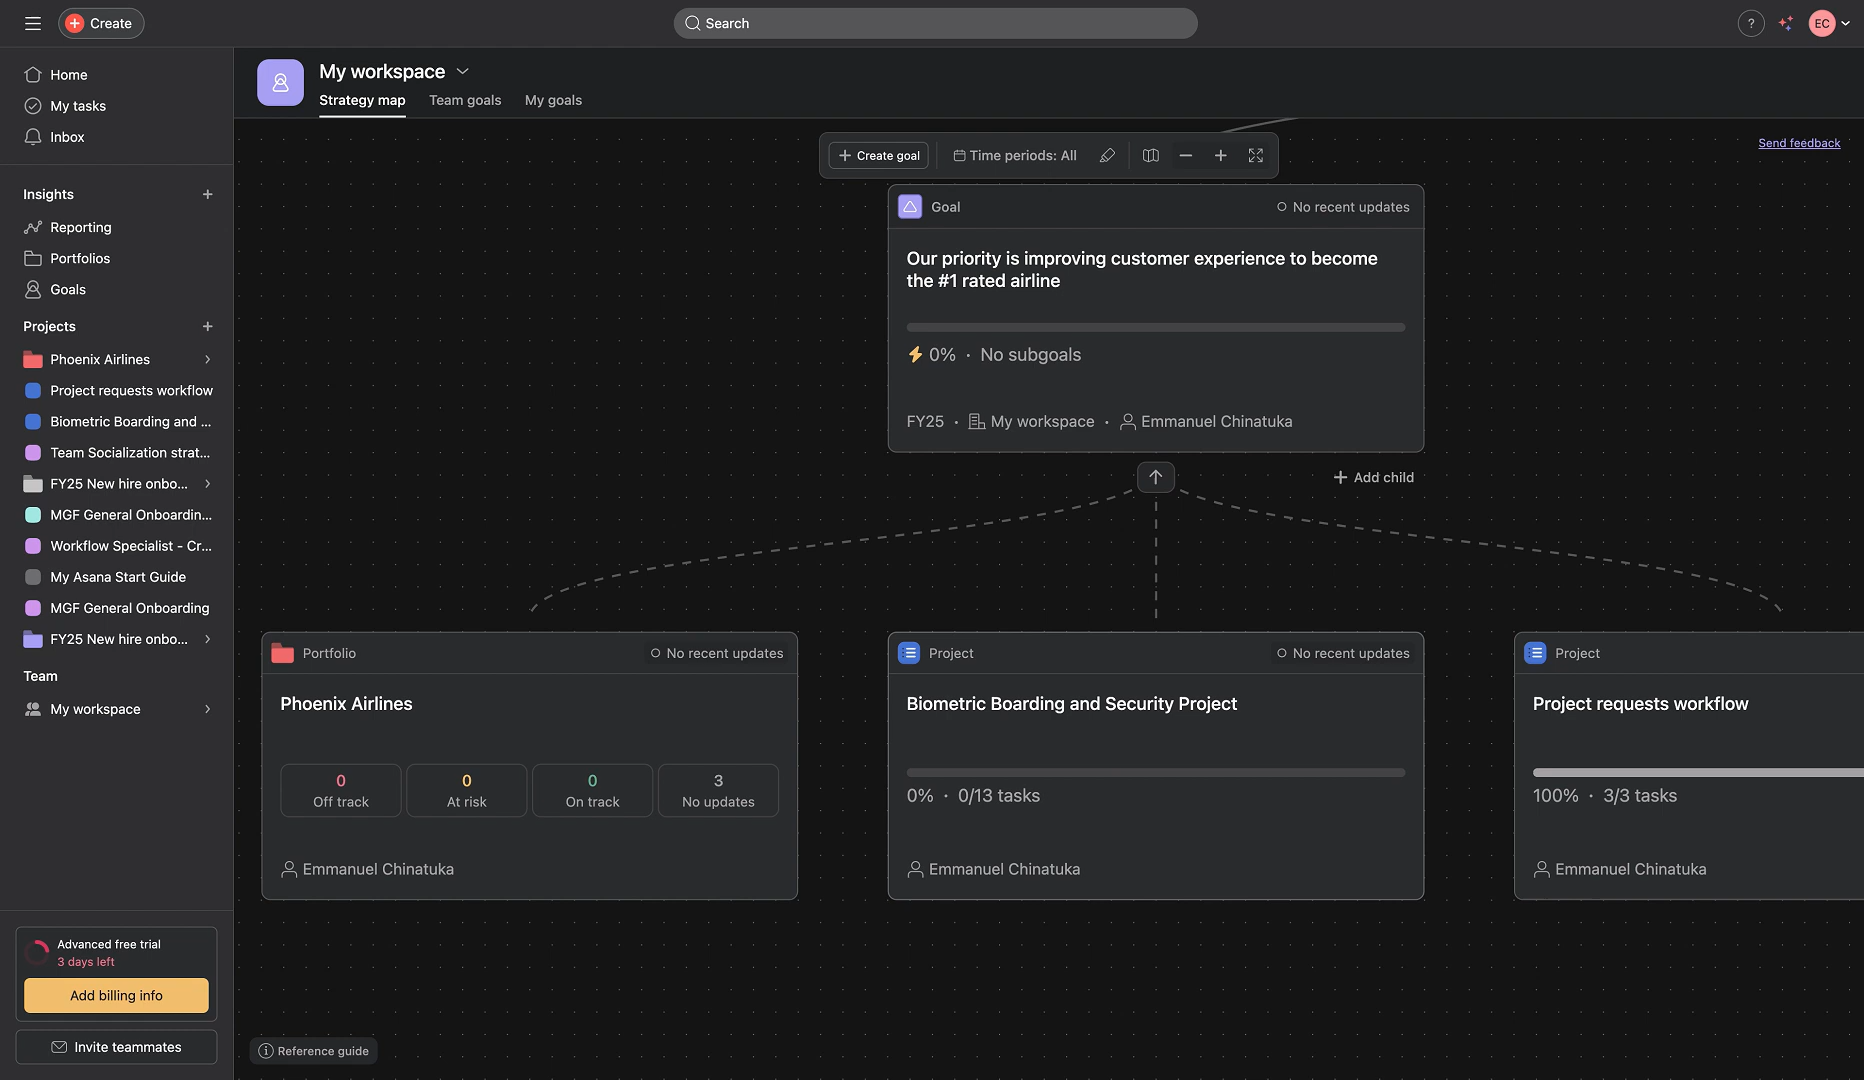 Create
Search
?
EC
Home
My tasks
Inbox
Insights
Reporting
Portfolios
Goals
Projects
Phoenix Airlines
Project requests workflow
Biometric Boarding and ...
Team Socialization strat...
FY25 New hire onbo...
MGF General Onboardin...
Workflow Specialist - Cr...
My Asana Start Guide
MGF General Onboarding
FY25 New hire onbo...
Team
My workspace
Advanced free trial
3 days left
Add billing info
Invite teammates
My workspace
Strategy map Team goals My goals
Create goal Time periods: All
Send feedback
Goal No recent updates
Our priority is improving customer experience to become
the #1 rated airline
0% · No subgoals
FY25 · My workspace · Emmanuel Chinatuka
Add child
Portfolio No recent updates
Phoenix Airlines
0 0 0 3
Off track At risk On track No updates
Emmanuel Chinatuka
Project No recent updates
Biometric Boarding and Security Project
0% · 0/13 tasks
Emmanuel Chinatuka
Project
Project requests workflow
100% · 3/3 tasks
Emmanuel Chinatuka
Reference guide